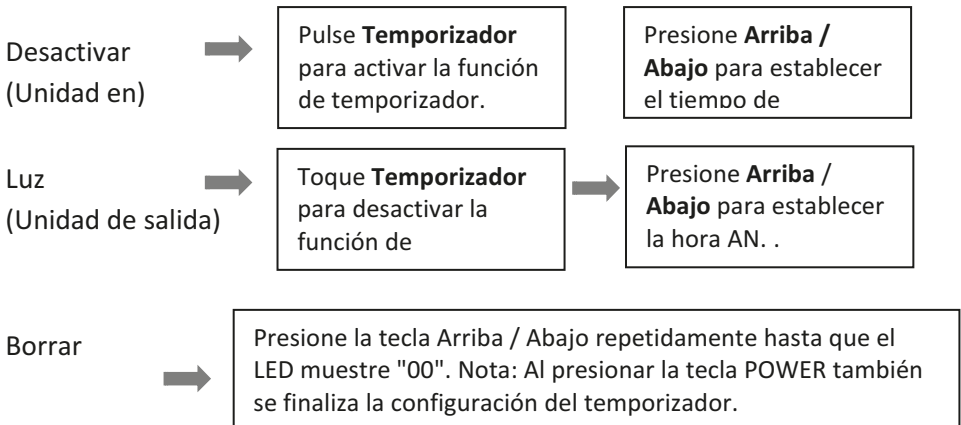 Desactivar
(Unidad en)
Pulse Temporizador
para activar la función
de temporizador.
Presione Arriba /
Abajo para establecer
el tiempo de
Luz
(Unidad de salida)
Toque Temporizador
para desactivar la
función de
Presione Arriba /
Abajo para establecer
la hora AN. .
Borrar
Presione la tecla Arriba / Abajo repetidamente hasta que el
LED muestre "00". Nota: Al presionar la tecla POWER también
se finaliza la configuración del temporizador.